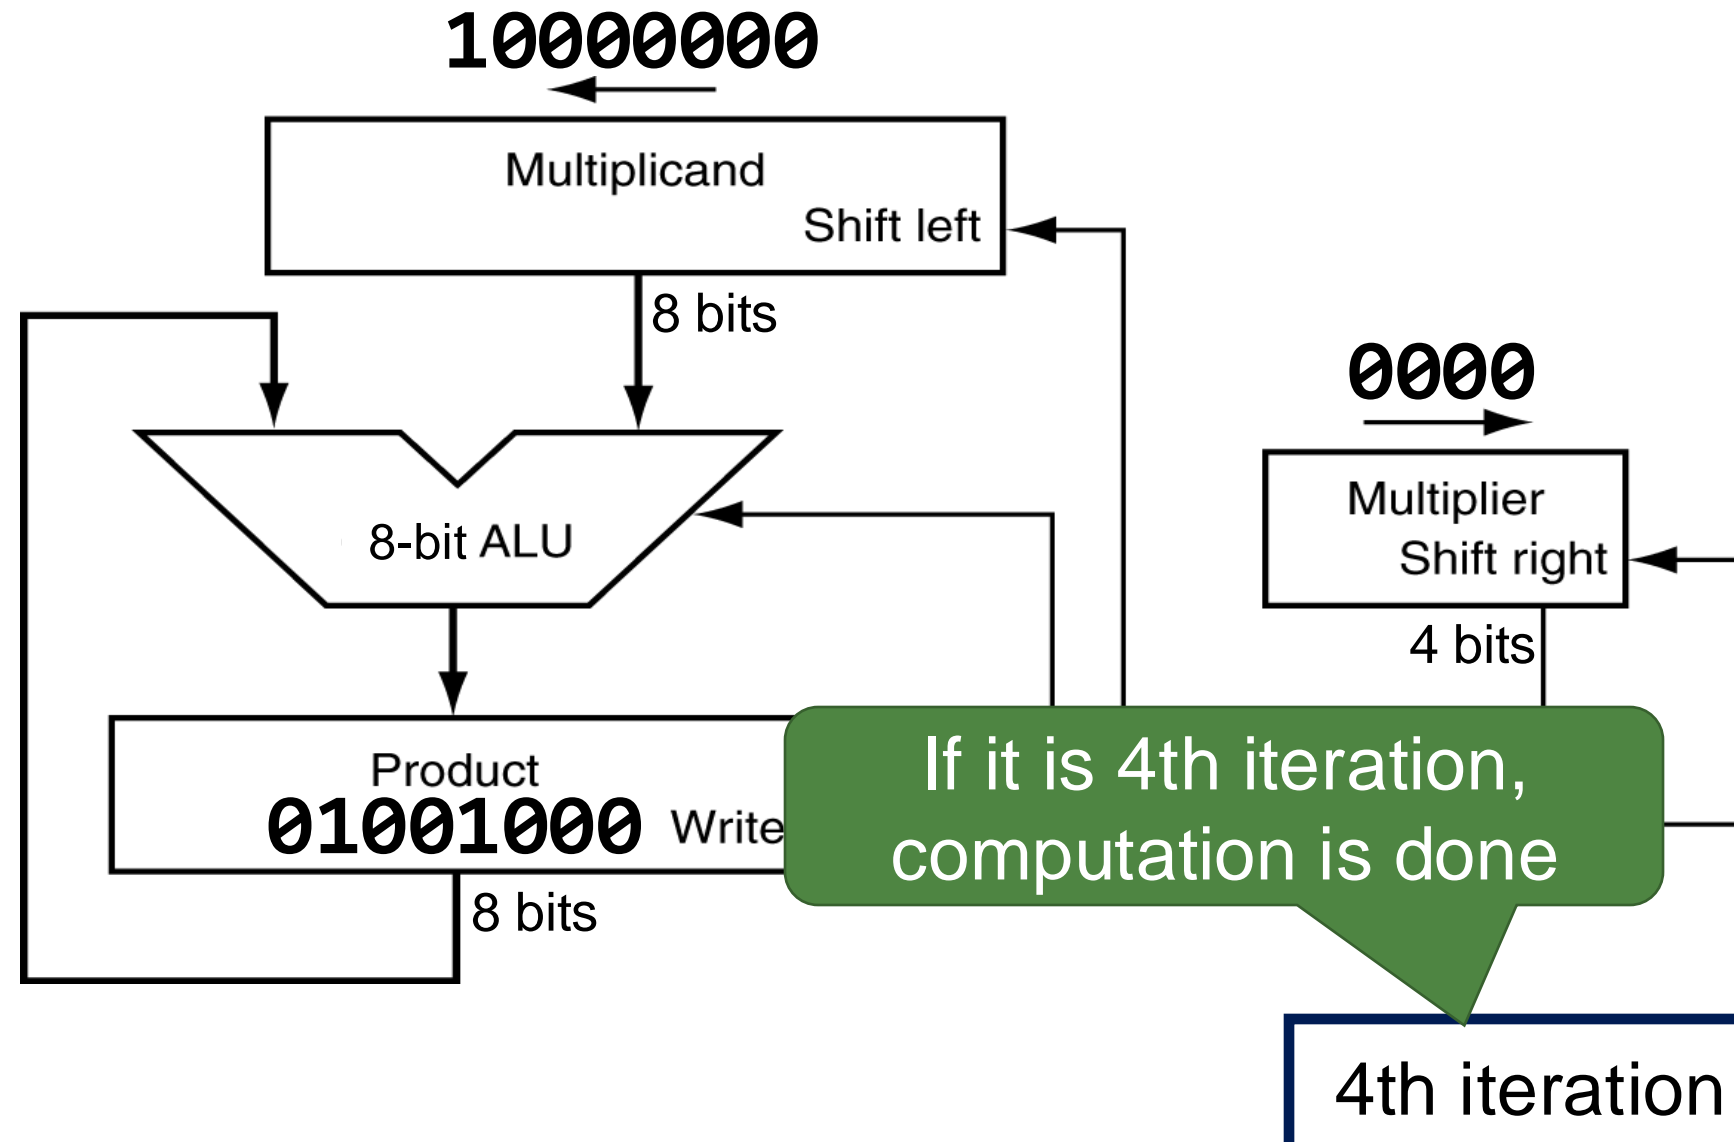 10000000
Multiplicand
Shift left
8 bits
0000
Multiplier
Shift right
4 bits
8-bit ALU
Product
01001000 Write
8 bits
If it is 4th iteration,
computation is done
4th iteration